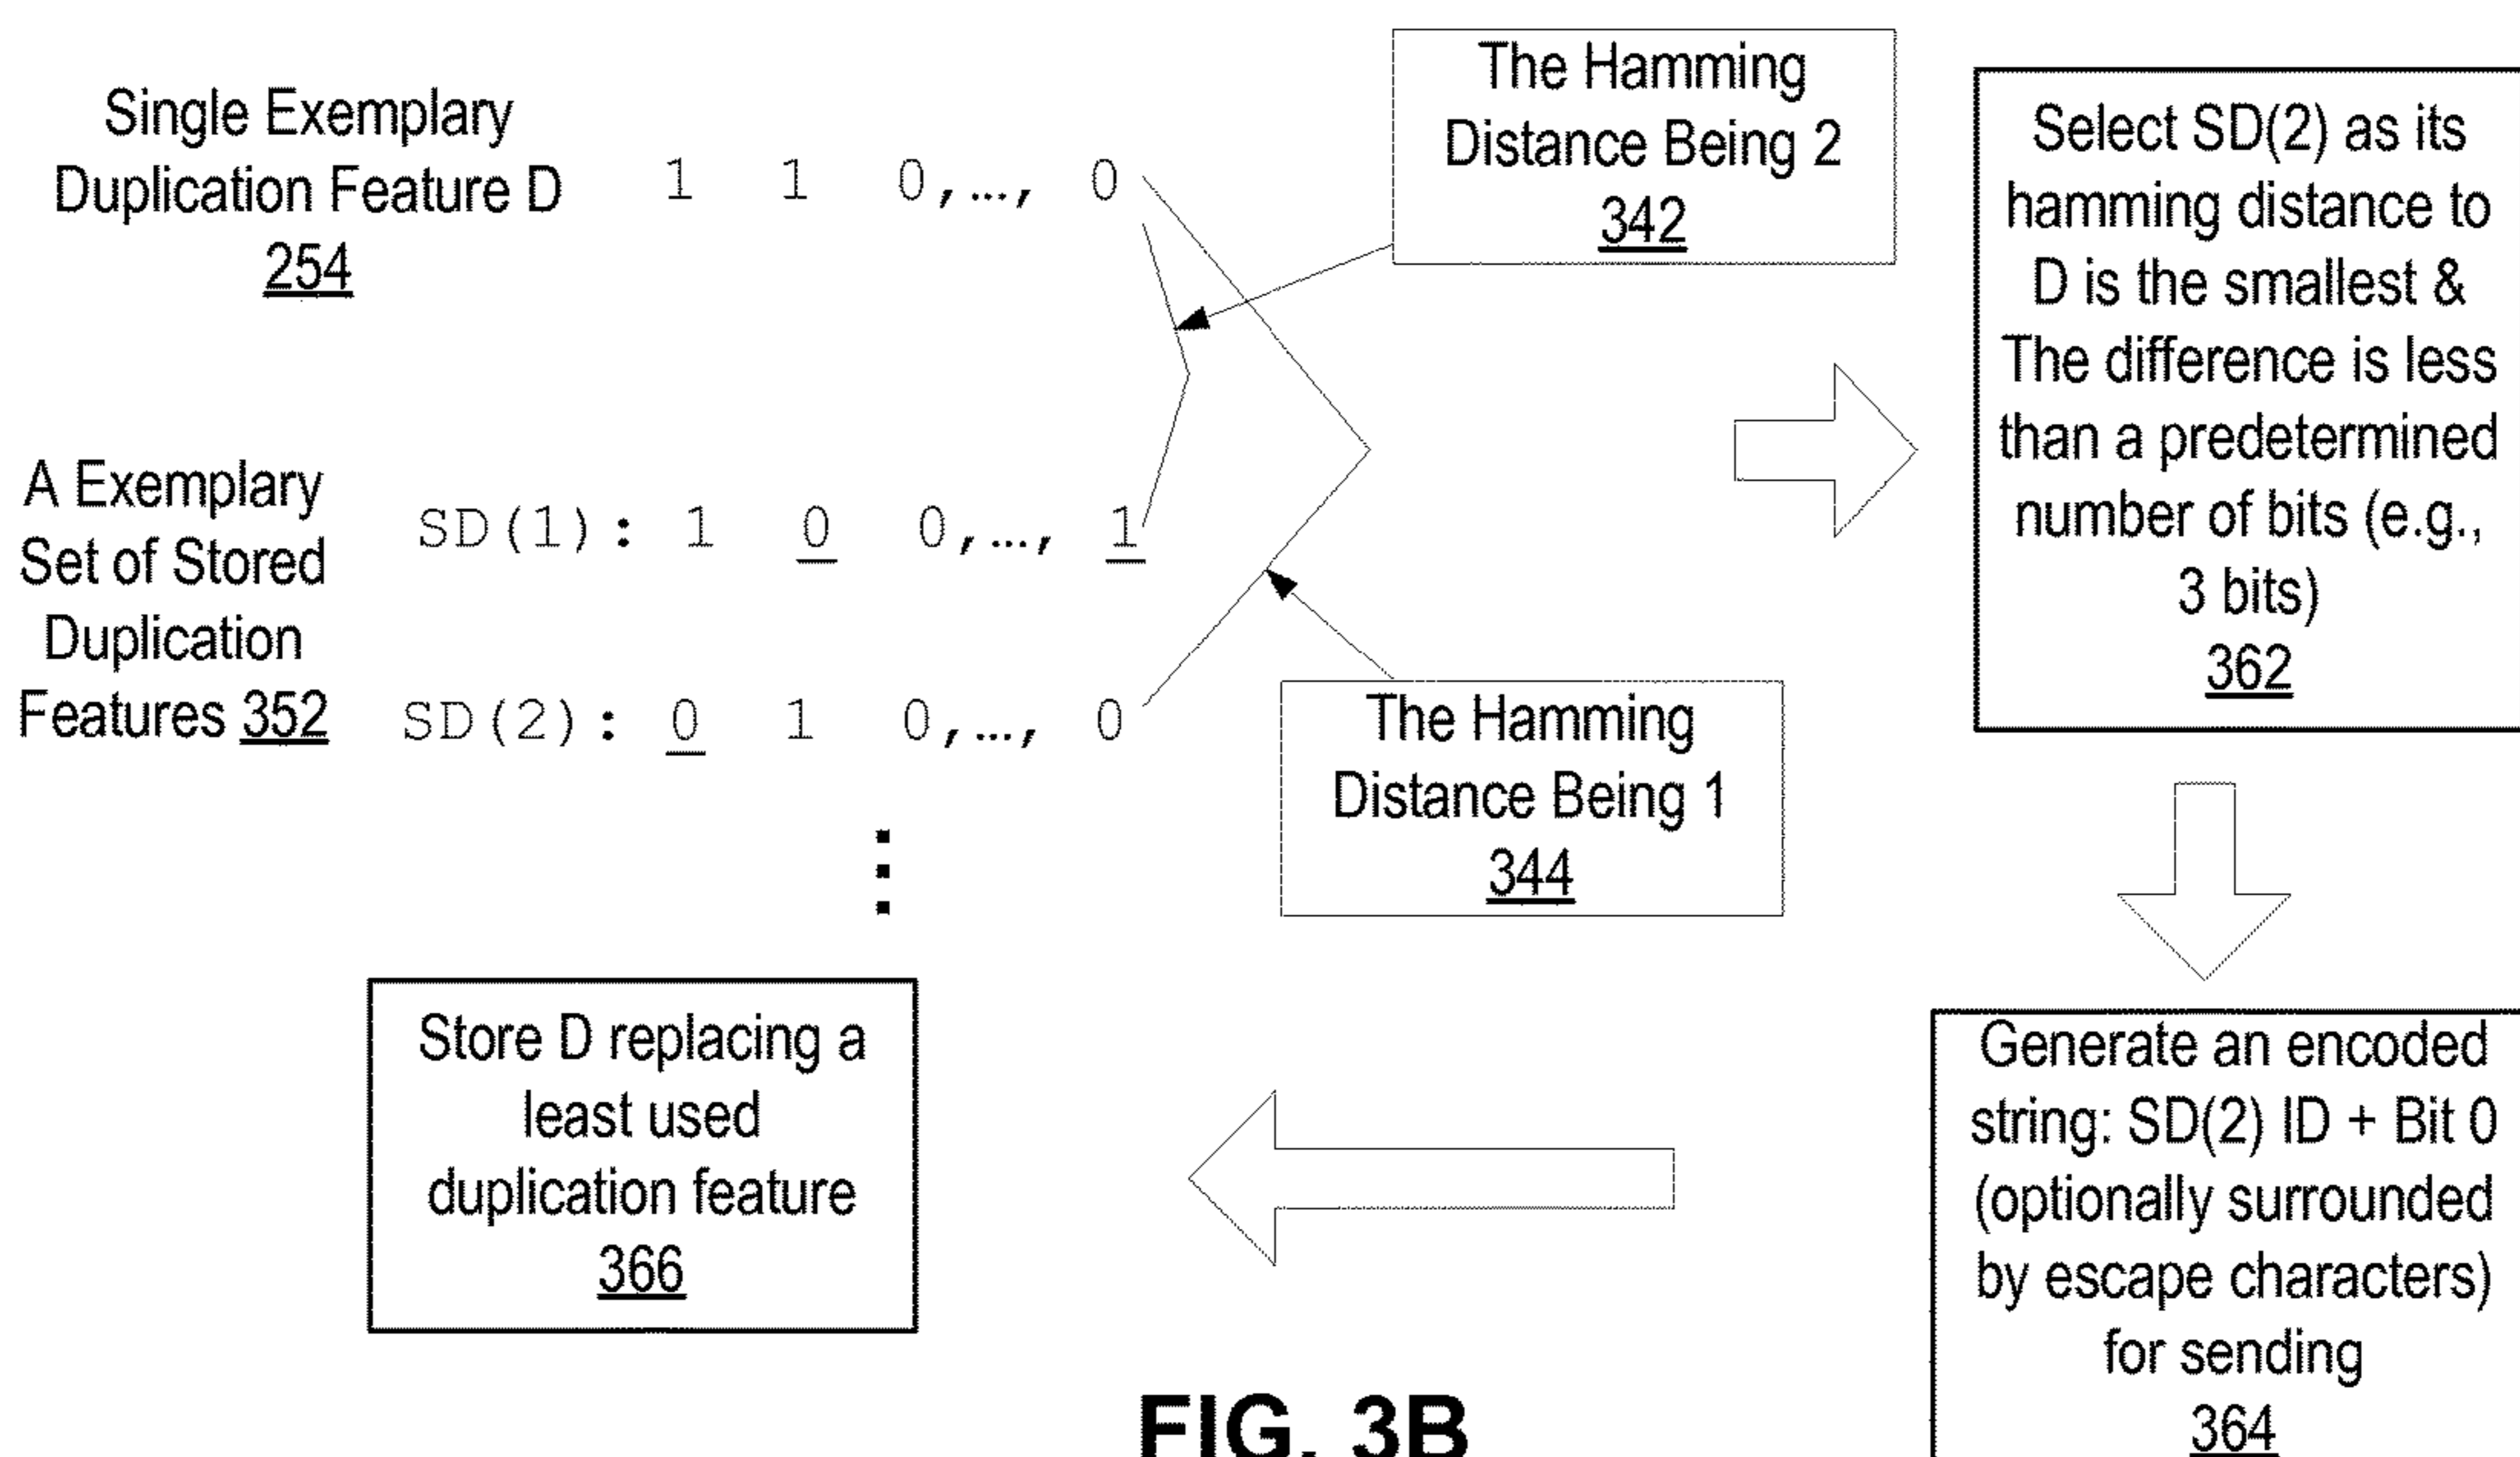 Single Exemplary
Duplication Feature D
254
1 1 0,…, 0
The Hamming
Distance Being 2
342
Select SD(2) as its
hamming distance to
D is the smallest &
The difference is less
than a predetermined
number of bits (e.g.,
3 bits)
362
A Exemplary
Set of Stored
Duplication
Features 352
SD(1): 1 0 0,…, 1
SD(2): 0 1 0,…, 0
The Hamming
Distance Being 1
344
Store D replacing a
least used
duplication feature
366
Generate an encoded
string: SD(2) ID + Bit 0
(optionally surrounded
by escape characters)
for sending
364
FIG. 3B